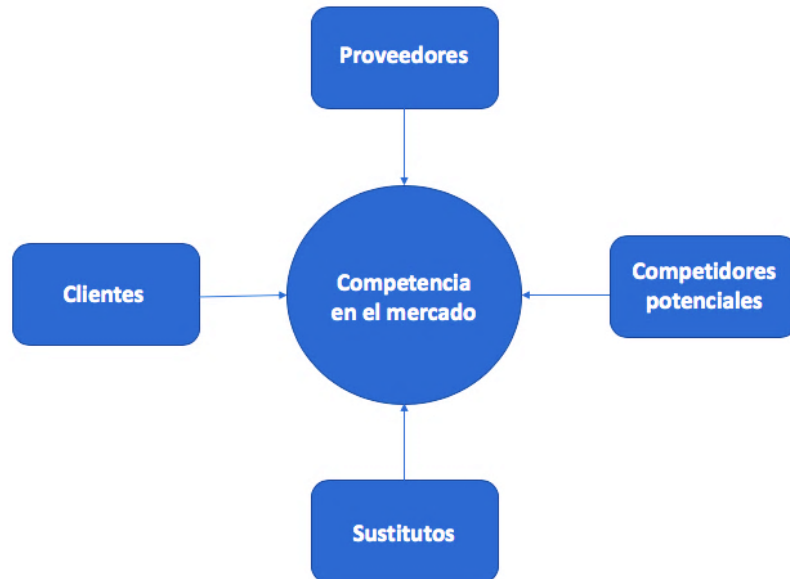 Proveedores
Clientes
Competencia
en el mercado
Competidores
potenciales
Sustitutos